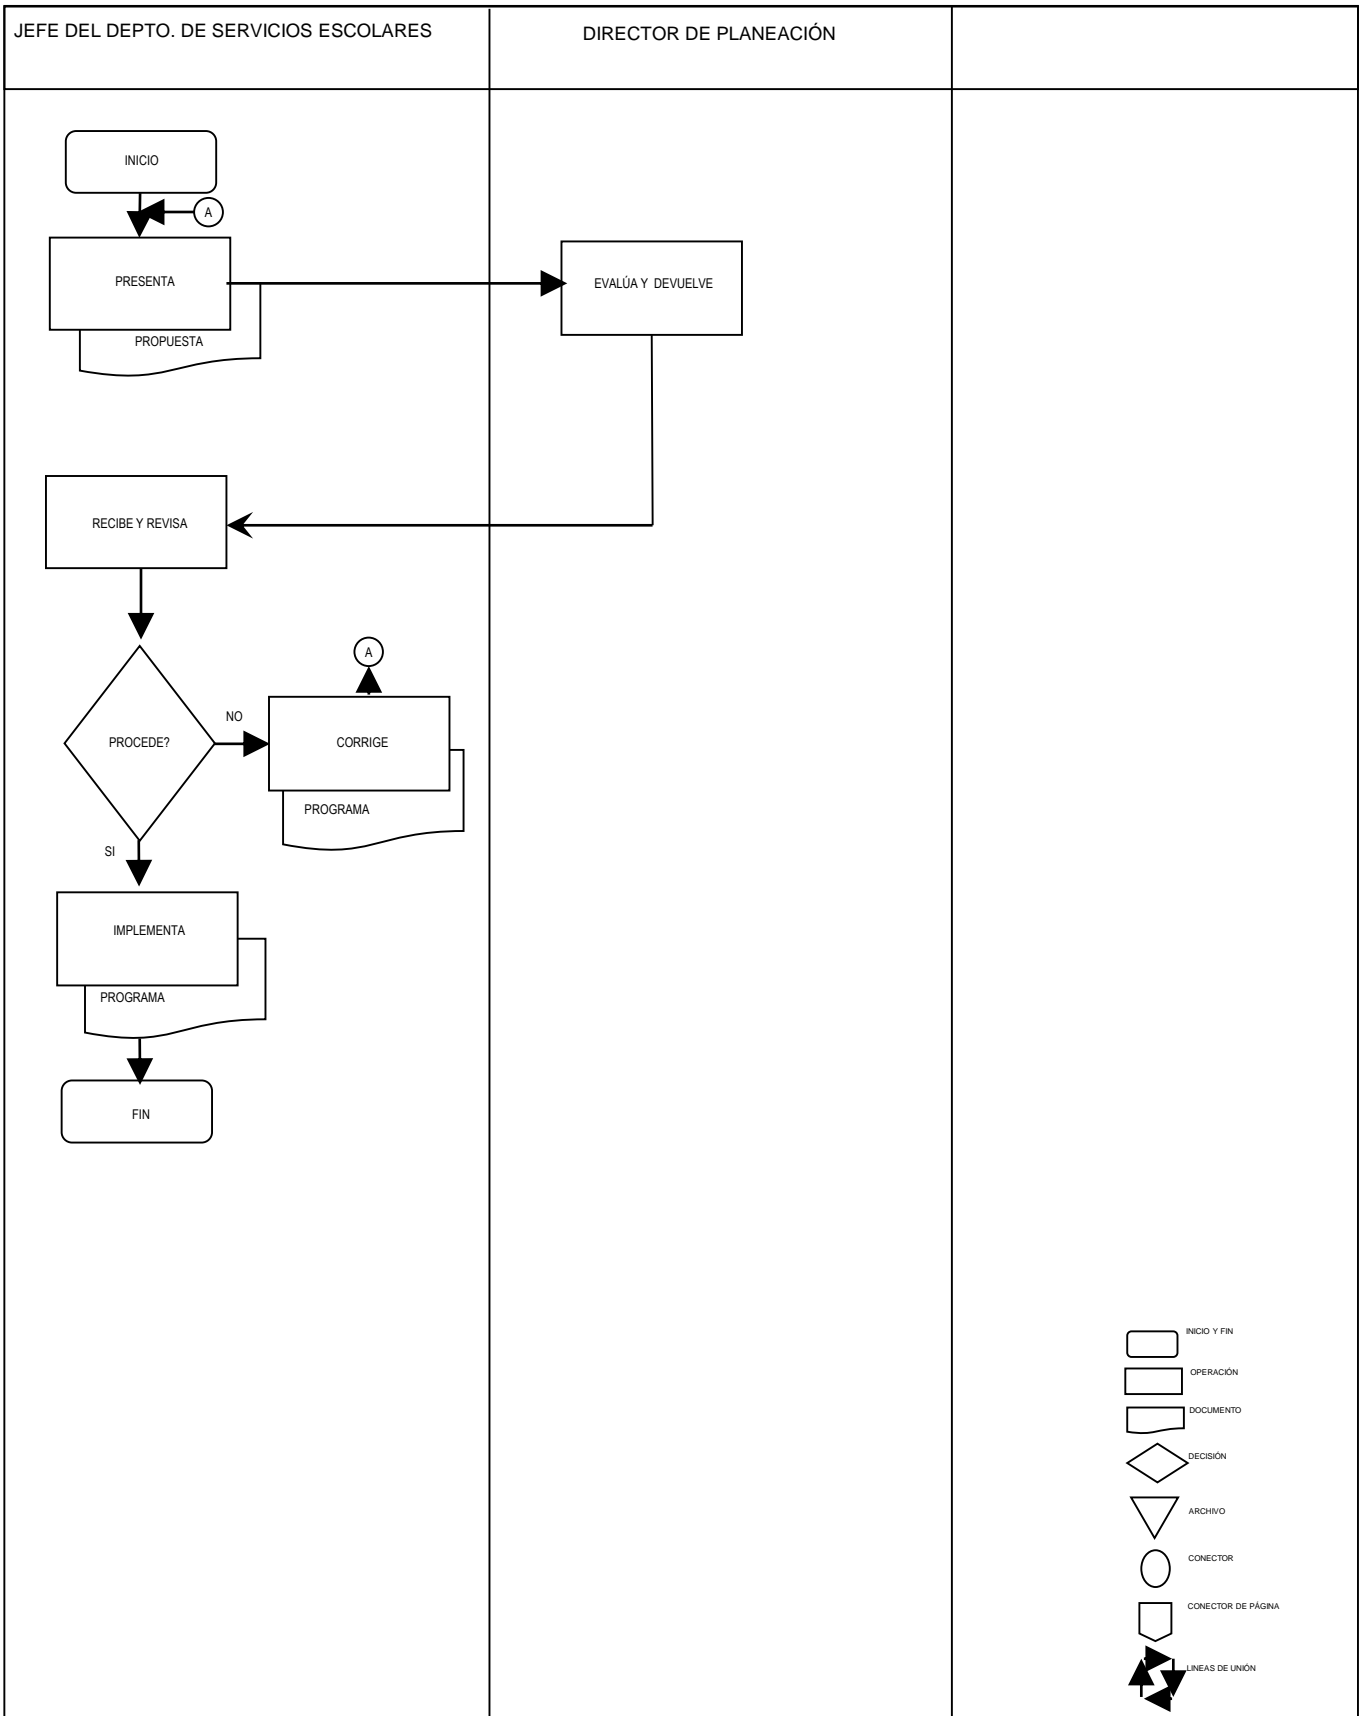 JEFE DEL DEPTO. DE SERVICIOS ESCOLARES
DIRECTOR DE PLANEACIÓN
INICIO
A
PRESENTA
PROPUESTA
EVALÚA Y DEVUELVE
RECIBE Y REVISA
A
PROCEDE?
NO
CORRIGE
PROGRAMA
SI
IMPLEMENTA
PROGRAMA
FIN
INICIO Y FIN
OPERACIÓN
DOCUMENTO
DECISIÓN
ARCHIVO
CONECTOR
CONECTOR DE PÁGINA
LINEAS DE UNIÓN